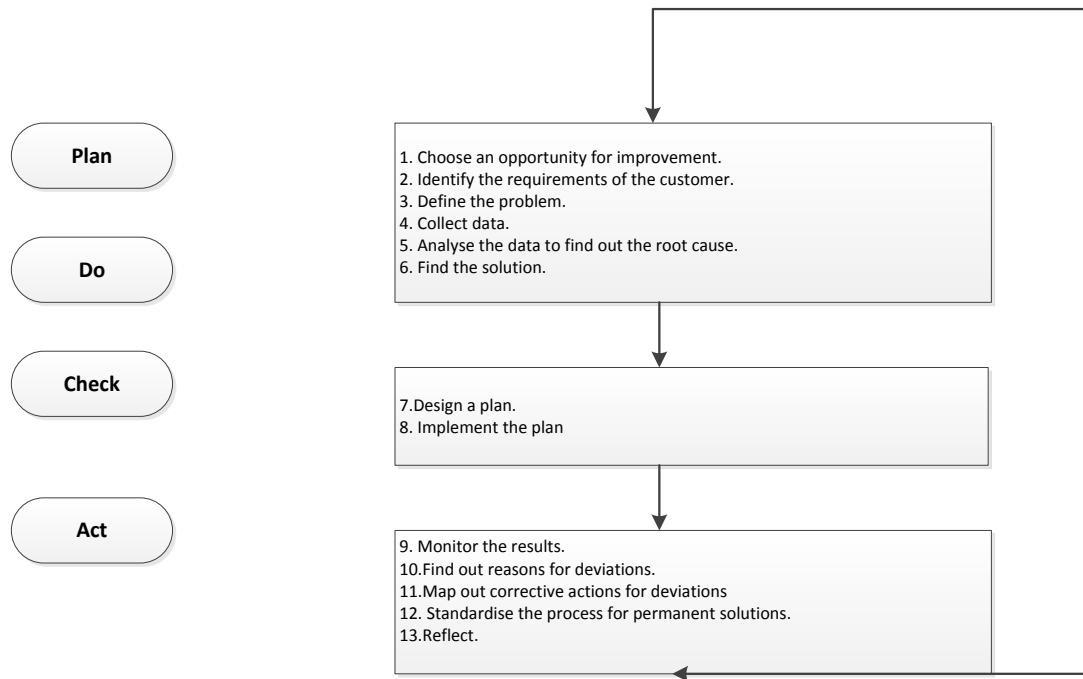 Plan
Do
Check
Act
1. Choose an opportunity for improvement.
2. Identify the requirements of the customer.
3. Define the problem.
4. Collect data.
5. Analyse the data to find out the root cause.
6. Find the solution.
7.Design a plan.
8. Implement the plan
9. Monitor the results.
10.Find out reasons for deviations.
11.Map out corrective actions for deviations
12. Standardise the process for permanent solutions.
13.Reflect.